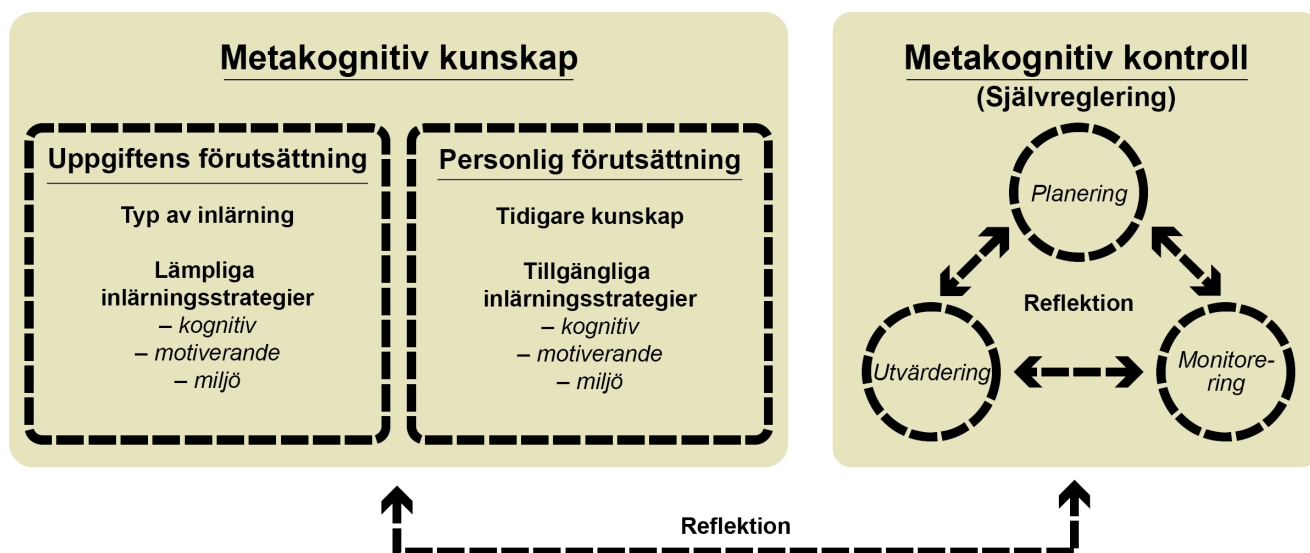 Metakognitiv kunskap
Uppgiftens förutsättning
Typ av inlärning
Lämpliga
inlärningsstrategier
– kognitiv
– motiverande
– miljö
Personlig förutsättning
Tidigare kunskap
Tillgängliga
inlärningsstrategier
– kognitiv
– motiverande
– miljö
Metakognitiv kontroll
(Självreglering)
Planering
Reflektion
Utvärdering
Monitore-
ring
Reflektion